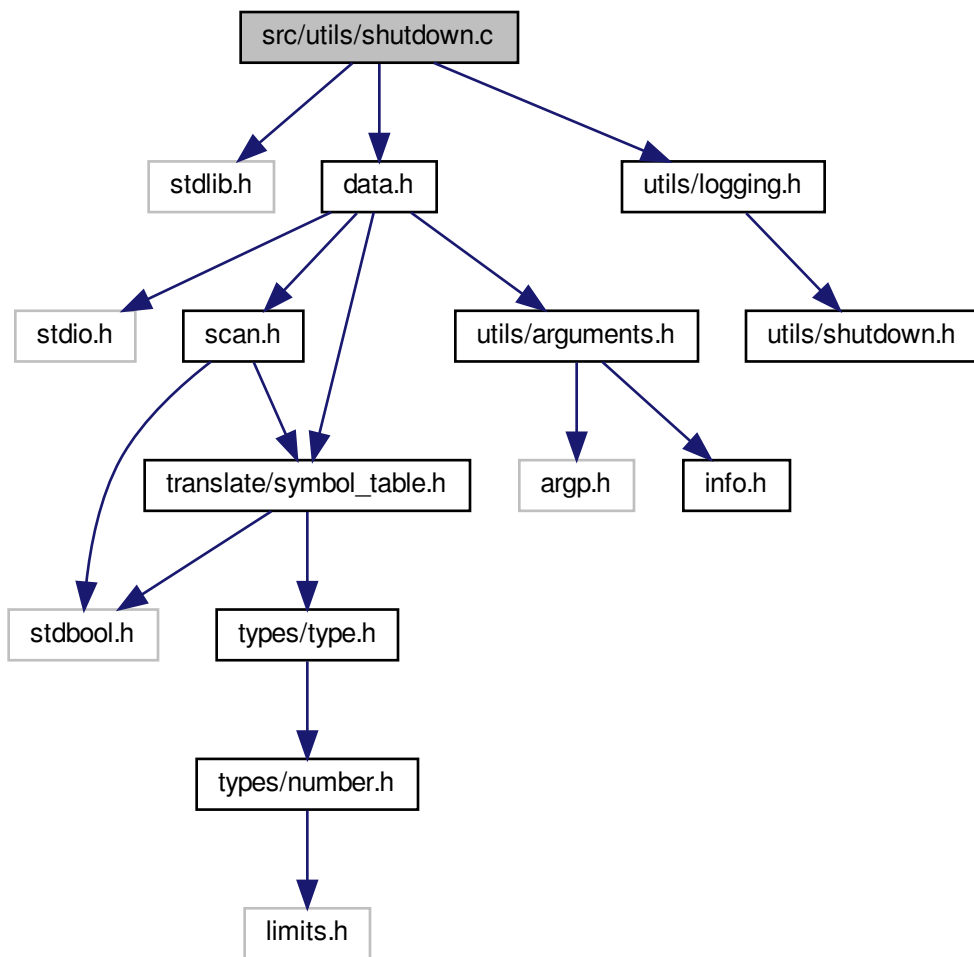 src/utils/shutdown.c
stdlib.h
data.h
utils/logging.h
stdio.h
scan.h
utils/arguments.h
utils/shutdown.h
translate/symbol_table.h
argp.h
info.h
stdbool.h
types/type.h
types/number.h
limits.h